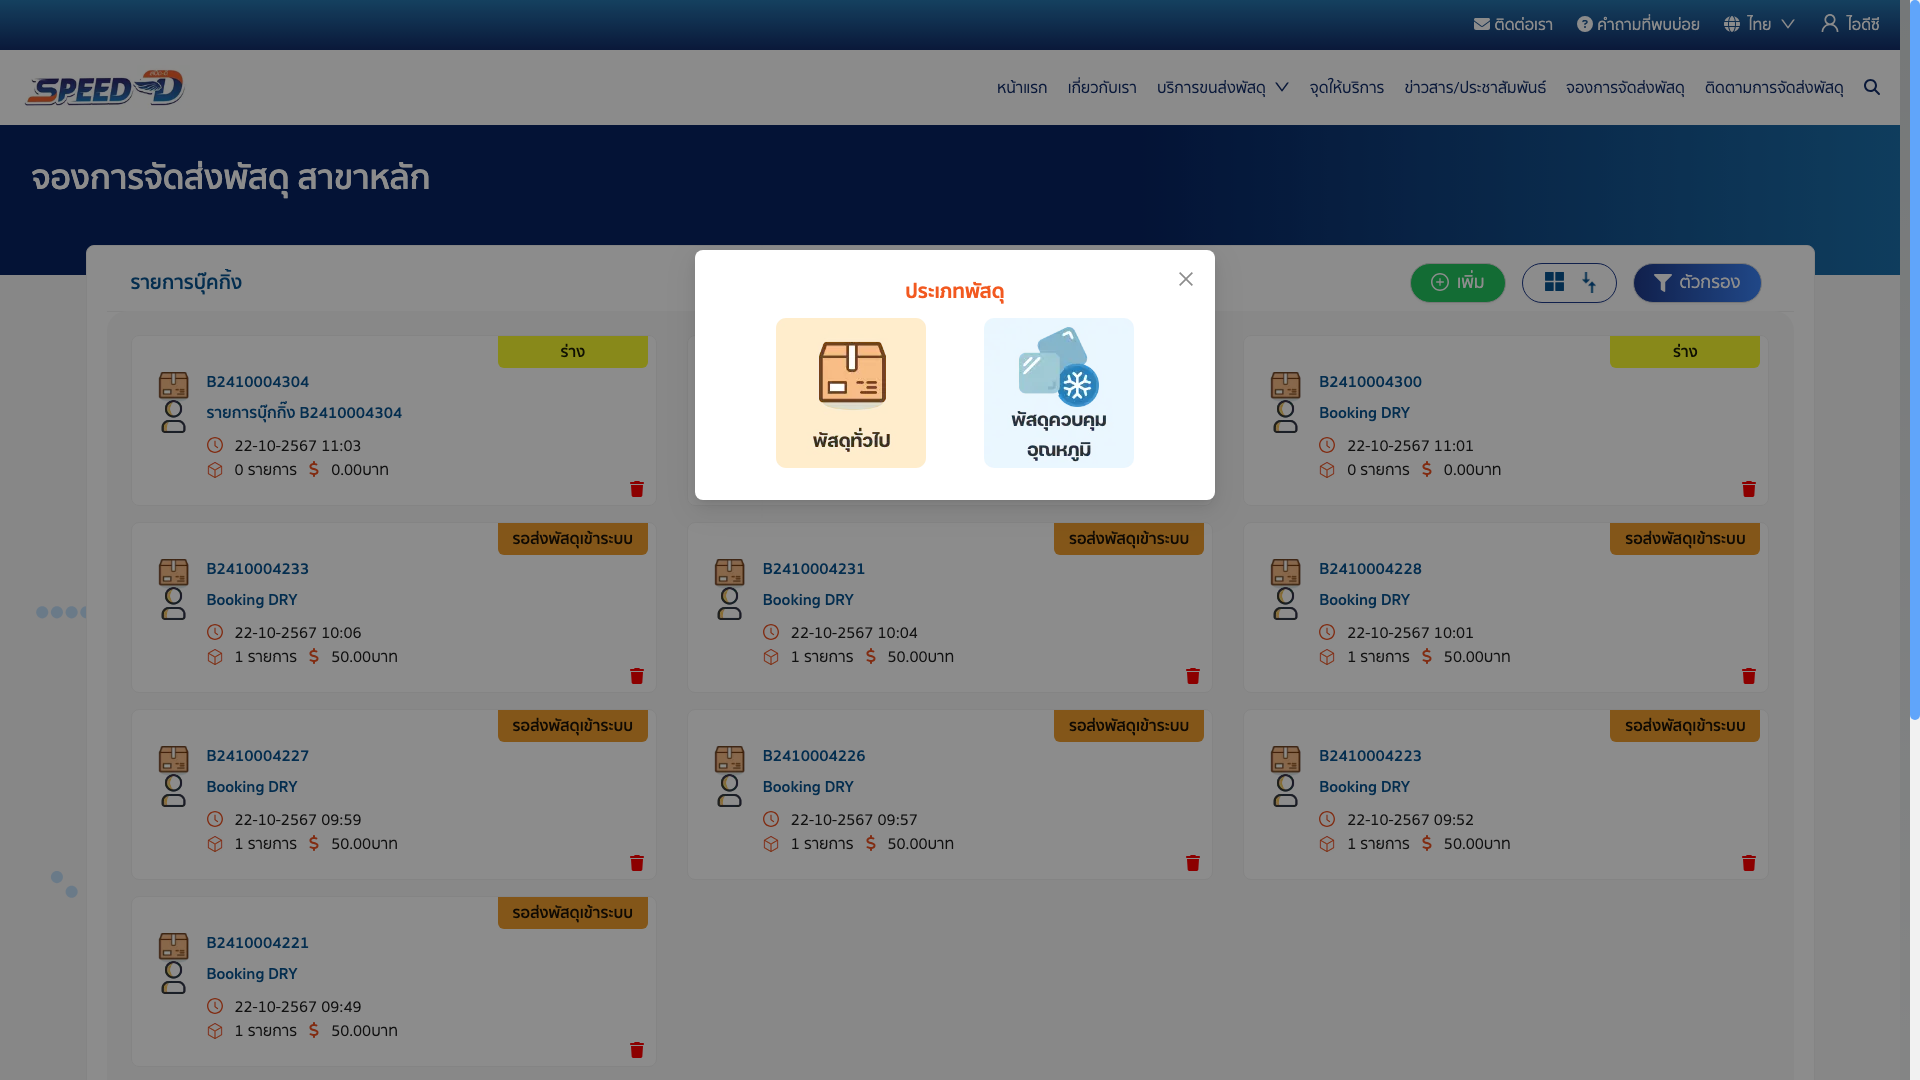 ติดต่อเรา
คำถามที่พบบ่อย
ไทย
ไอดีซี
SPEED-D
หน้าแรก
เกี่ยวกับเรา
บริการขนส่งพัสดุ
จุดให้บริการ
ข่าวสาร/ประชาสัมพันธ์
จองการจัดส่งพัสดุ
ติดตามการจัดส่งพัสดุ
จองการจัดส่งพัสดุ สาขาหลัก
รายการบุ๊คกิ้ง
เพิ่ม
ตัวกรอง
ประเภทพัสดุ
พัสดุทั่วไป
พัสดุควบคุม
อุณหภูมิ
ร่าง
B2410004304
รายการบุ๊กกิ๊ง B2410004304
22-10-2567 11:03
0 รายการ $ 0.00บาท
ร่าง
B2410004300
Booking DRY
22-10-2567 11:01
0 รายการ $ 0.00บาท
รอส่งพัสดุเข้าระบบ
B2410004233
Booking DRY
22-10-2567 10:06
1 รายการ $ 50.00บาท
รอส่งพัสดุเข้าระบบ
B2410004231
Booking DRY
22-10-2567 10:04
1 รายการ $ 50.00บาท
รอส่งพัสดุเข้าระบบ
B2410004228
Booking DRY
22-10-2567 10:01
1 รายการ $ 50.00บาท
รอส่งพัสดุเข้าระบบ
B2410004227
Booking DRY
22-10-2567 09:59
1 รายการ $ 50.00บาท
รอส่งพัสดุเข้าระบบ
B2410004226
Booking DRY
22-10-2567 09:57
1 รายการ $ 50.00บาท
รอส่งพัสดุเข้าระบบ
B2410004223
Booking DRY
22-10-2567 09:52
1 รายการ $ 50.00บาท
รอส่งพัสดุเข้าระบบ
B2410004221
Booking DRY
22-10-2567 09:49
1 รายการ $ 50.00บาท